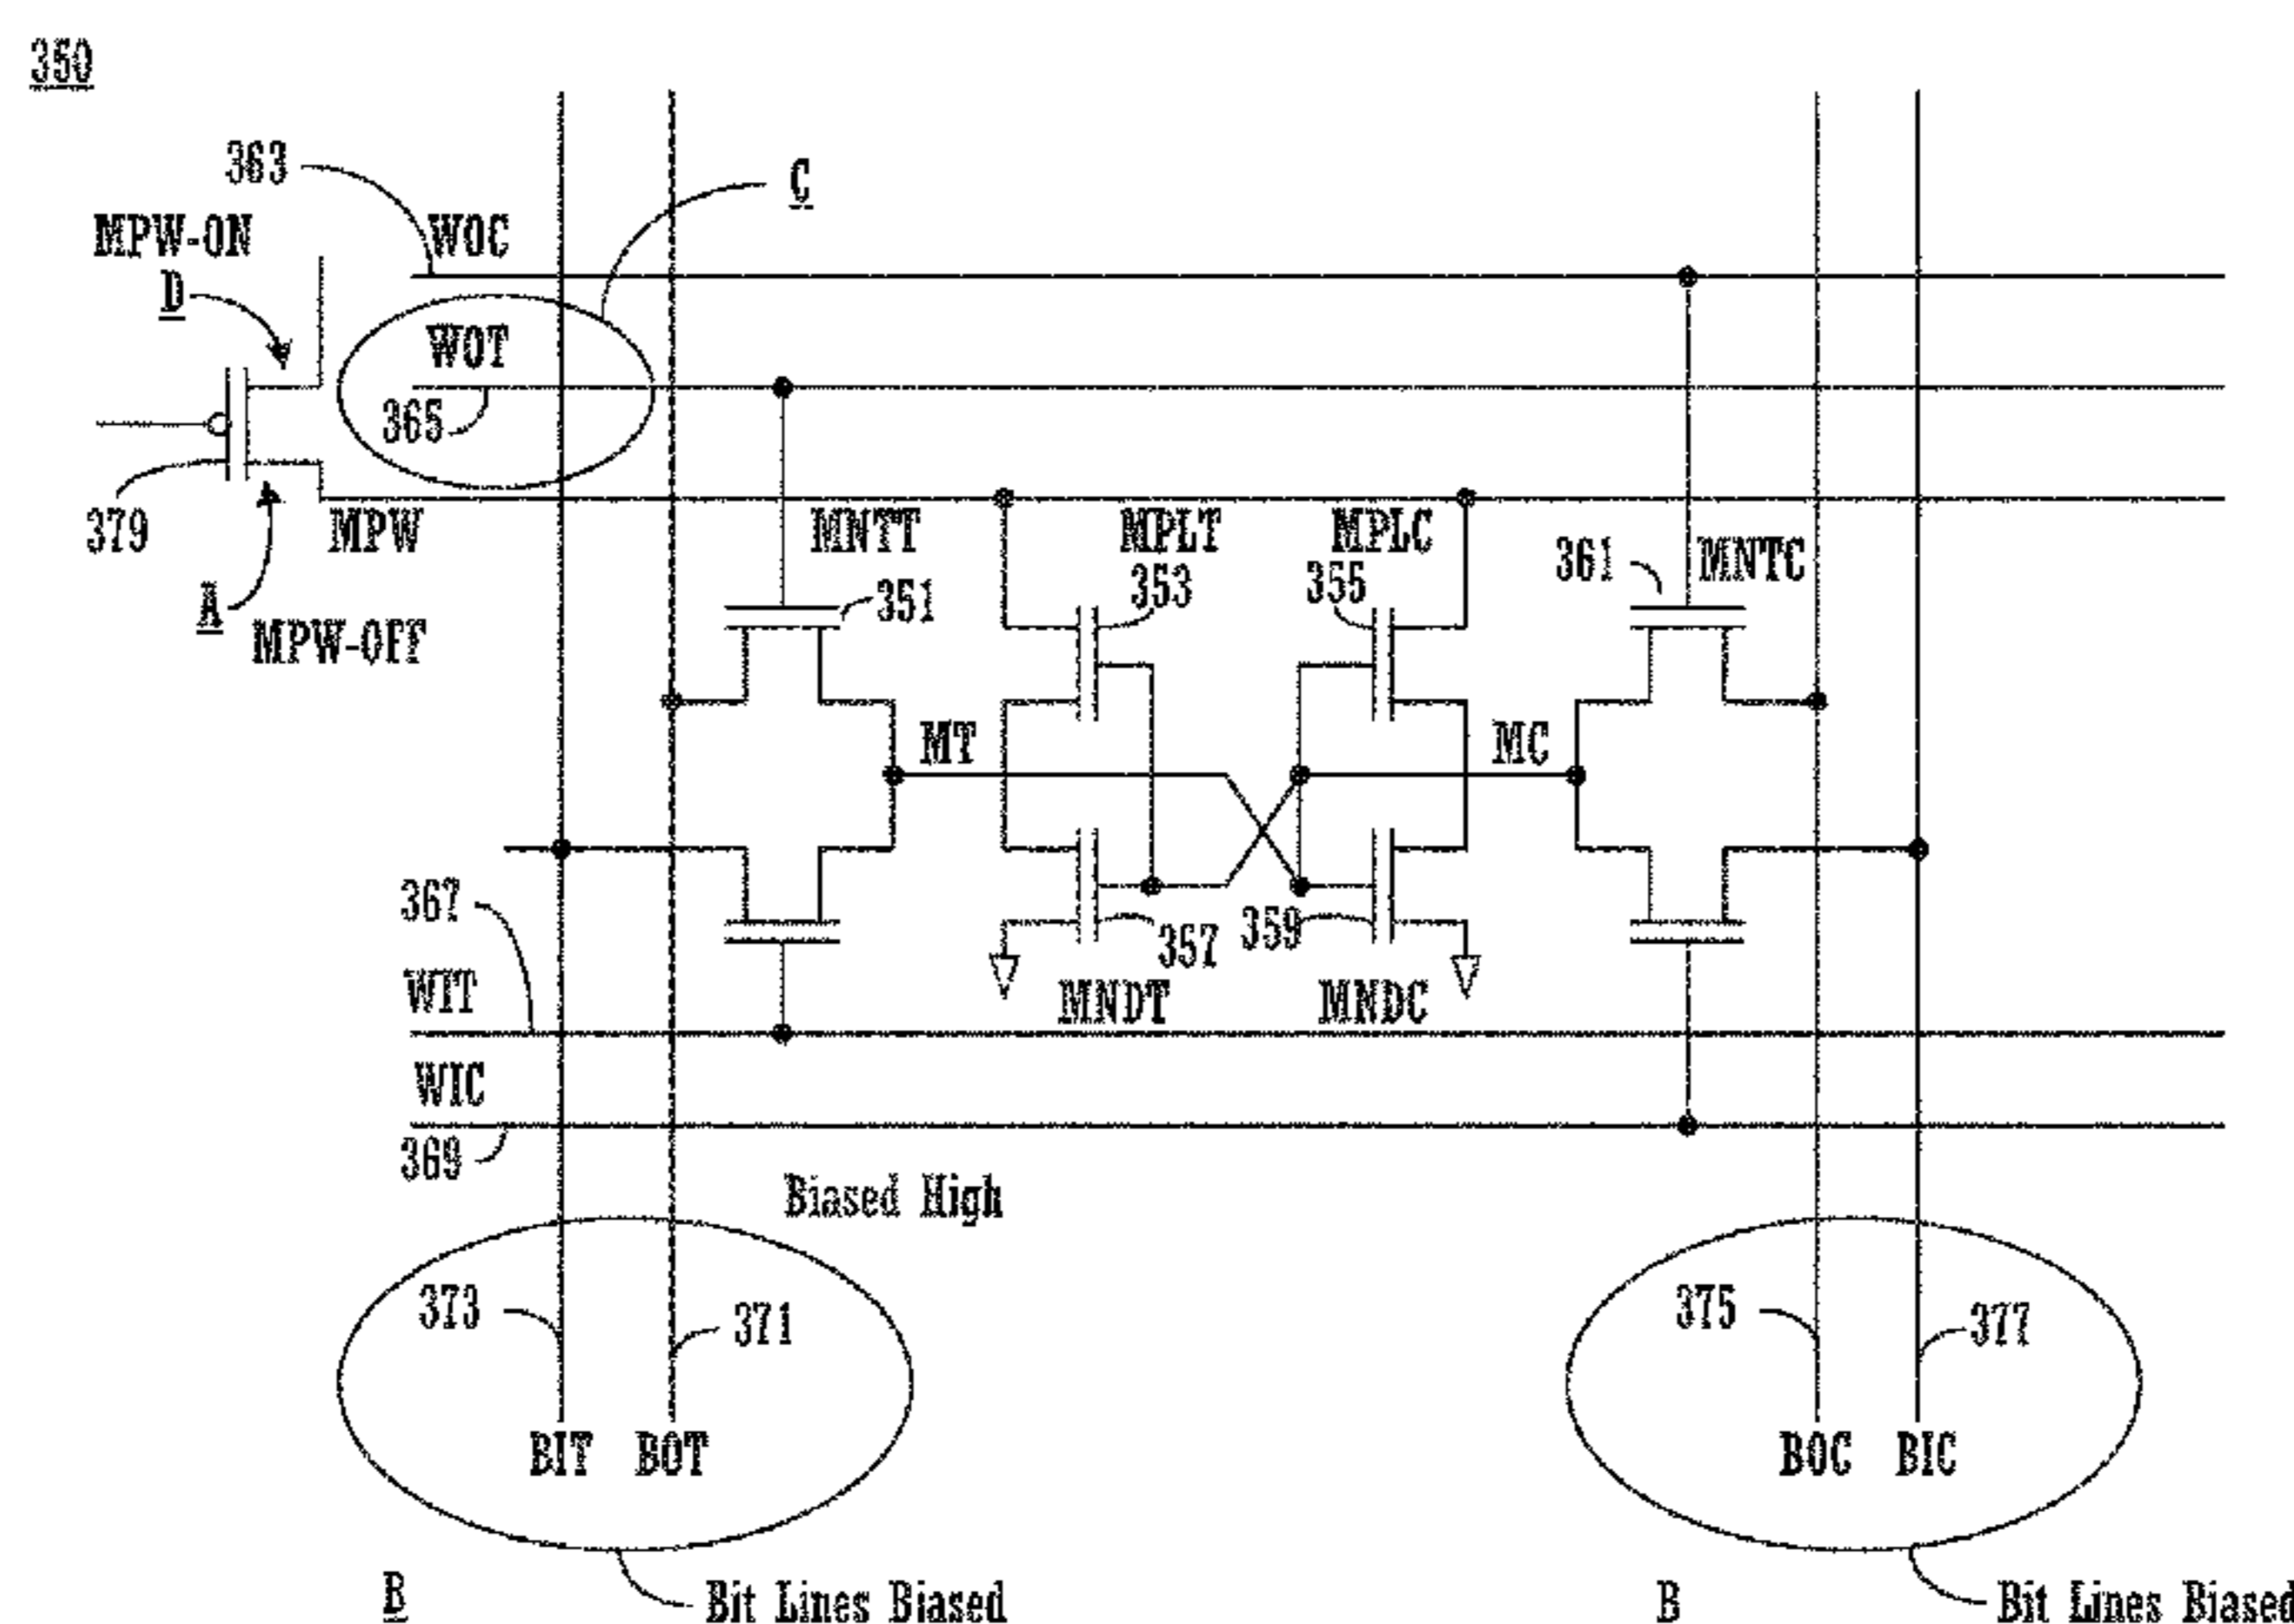 350
363
C
MPW-ON
WOC
D
WOT
365
379
MPW
MNTT
MPLT
MPLC
361
MNTC
353
355
A
351
MPW-OFF
MT
MC
367
357
359
WIT
MNDT
MNDC
WIC
369
Biased High
373
371
375
377
BIT
BOT
BOC
BIC
B
Bit Lines Biased
B
Bit Lines Biased